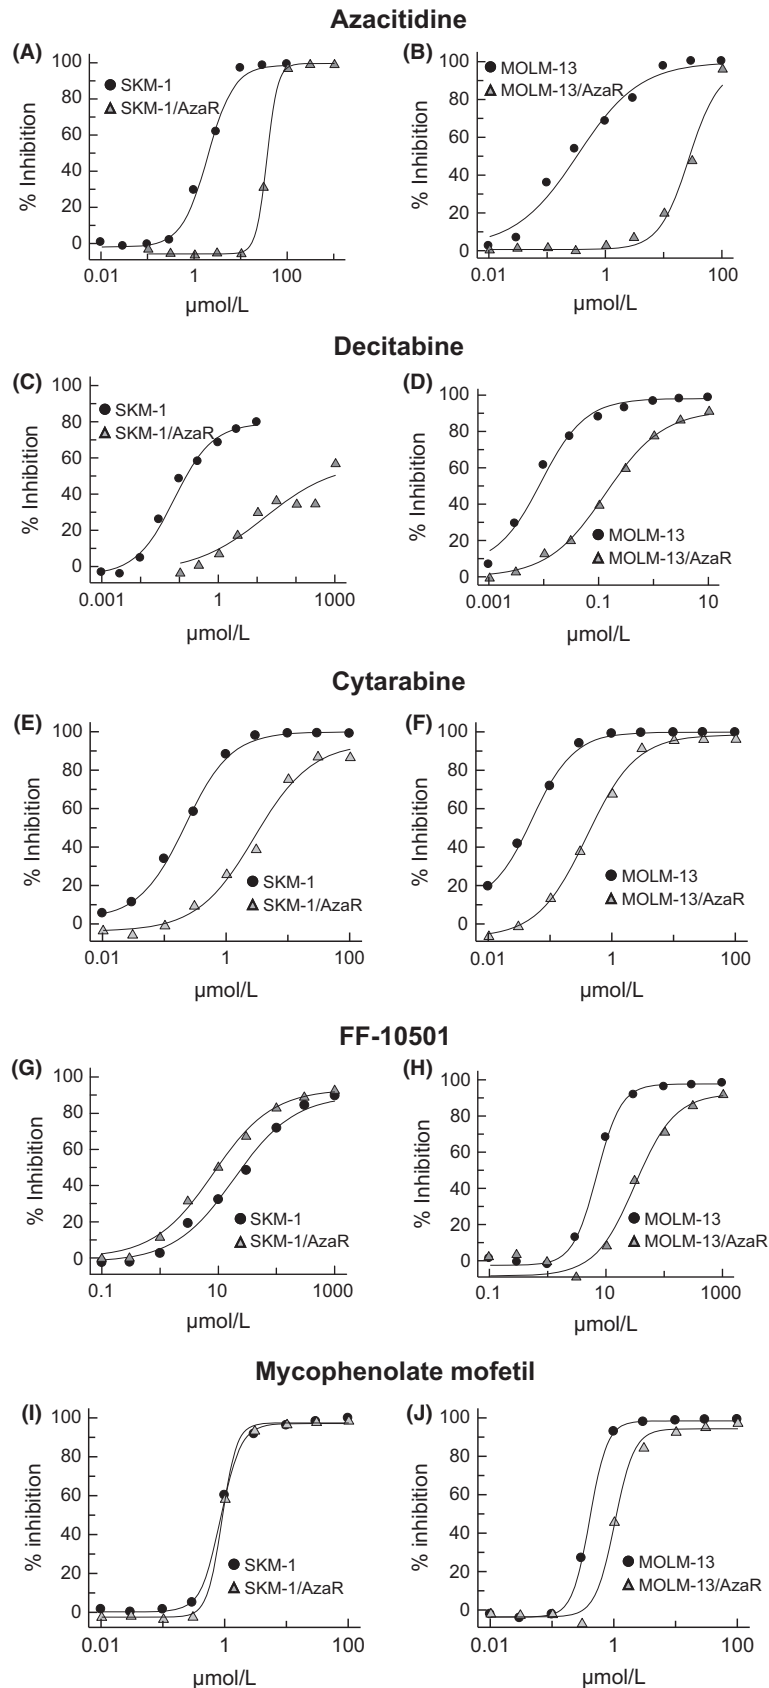 Azacitidine
(A)
100
80
60
40
20
0
% Inhibition
SKM-1
SKM-1/AzaR
0.01
1
100
µmol/L
(B)
100
80
60
40
20
0
% Inhibition
MOLM-13
MOLM-13/AzaR
0.01
1
100
µmol/L
Decitabine
(C)
100
80
60
40
20
0
% Inhibition
SKM-1
SKM-1/AzaR
0.001
1
1000
µmol/L
(D)
100
80
60
40
20
0
% Inhibition
MOLM-13
MOLM-13/AzaR
0.001
0.1
10
µmol/L
Cytarabine
(E)
100
80
60
40
20
0
% Inhibition
SKM-1
SKM-1/AzaR
0.01
1
100
µmol/L
(F)
100
80
60
40
20
0
% Inhibition
MOLM-13
MOLM-13/AzaR
0.01
1
100
µmol/L
FF-10501
(G)
100
80
60
40
20
0
% Inhibition
SKM-1
SKM-1/AzaR
0.1
10
1000
µmol/L
(H)
100
80
60
40
20
0
% Inhibition
MOLM-13
MOLM-13/AzaR
0.1
10
1000
µmol/L
Mycophenolate mofetil
(I)
100
80
60
40
20
0
% inhibition
SKM-1
SKM-1/AzaR
0.01
1
100
µmol/L
(J)
100
80
60
40
20
0
% inhibition
MOLM-13
MOLM-13/AzaR
0.01
1
100
µmol/L